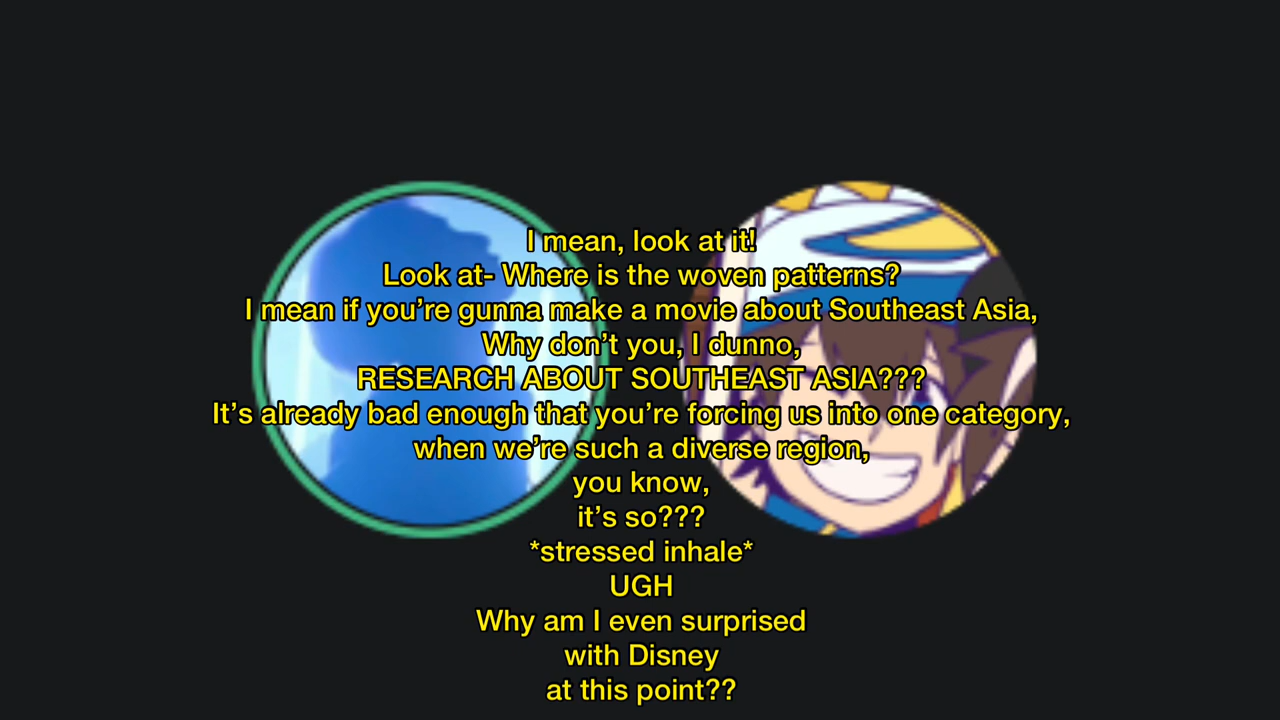 I mean, look at it!
Look at- Where is the woven patterns?
I mean if you’re gunna make a movie about Southeast Asia,
Why don’t you, I dunno,
RESEARCH ABOUT SOUTHEAST ASIA???
It’s already bad enough that you’re forcing us into one category,
when we’re such a diverse region,
you know,
it’s so???
*stressed inhale*
UGH
Why am I even surprised
with Disney
at this point??